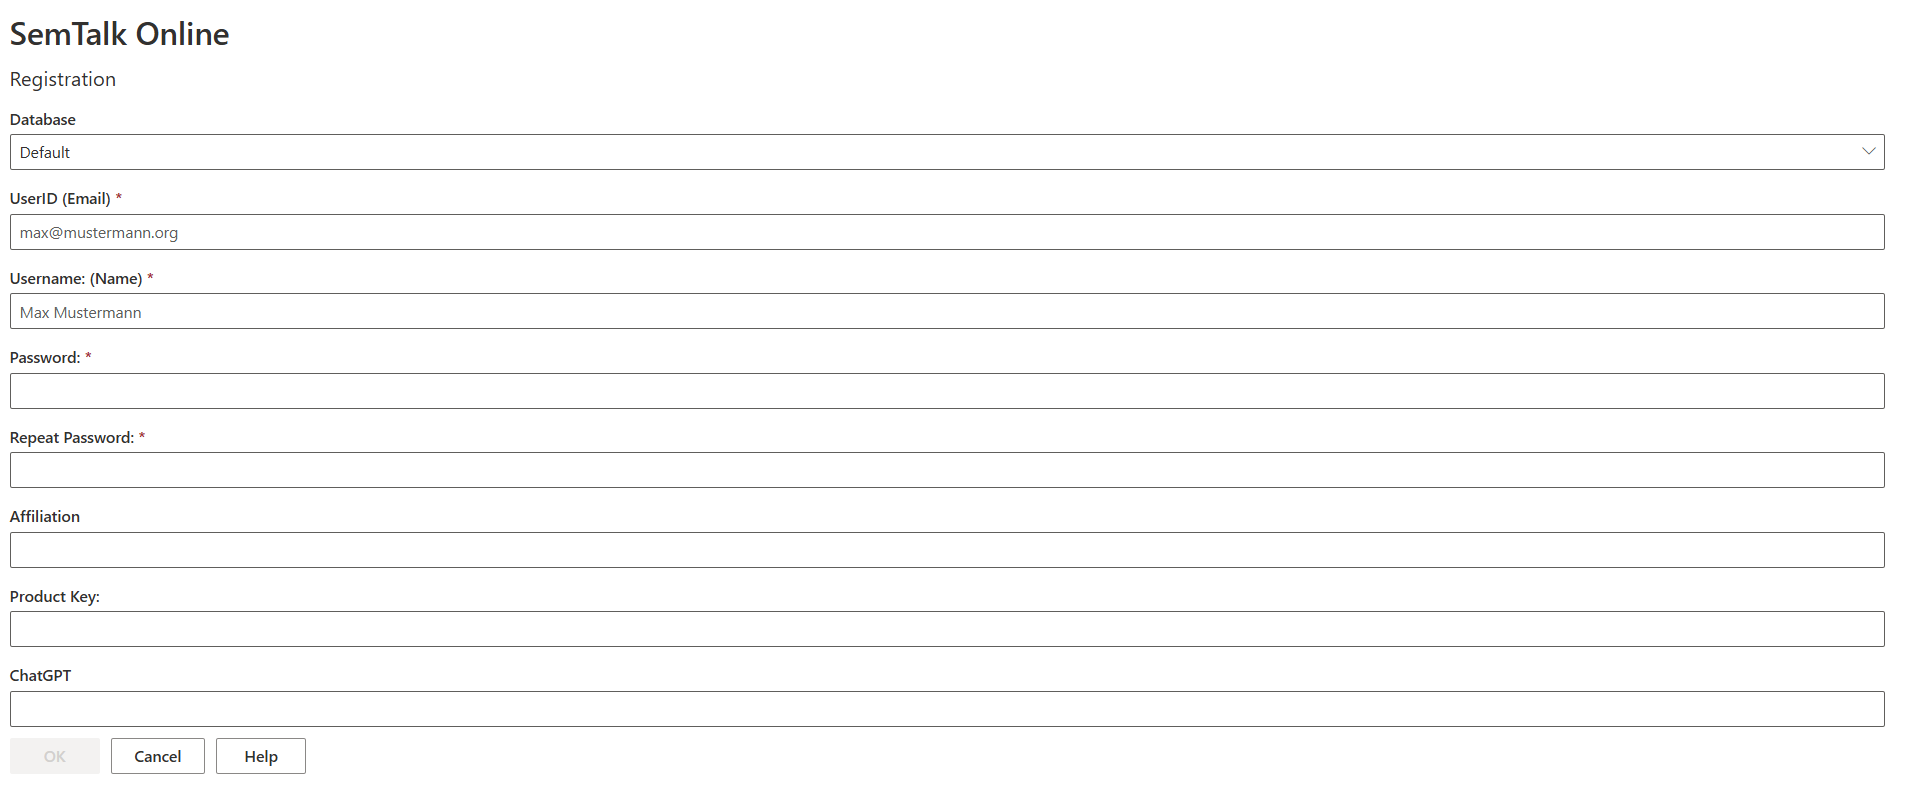 SemTalk Online
Registration
Database
Default
UserID (Email) *
max@mustermann.org
Username: (Name) *
Max Mustermann
Password: *
Repeat Password: *
Affiliation
Product Key:
ChatGPT
OK Cancel Help